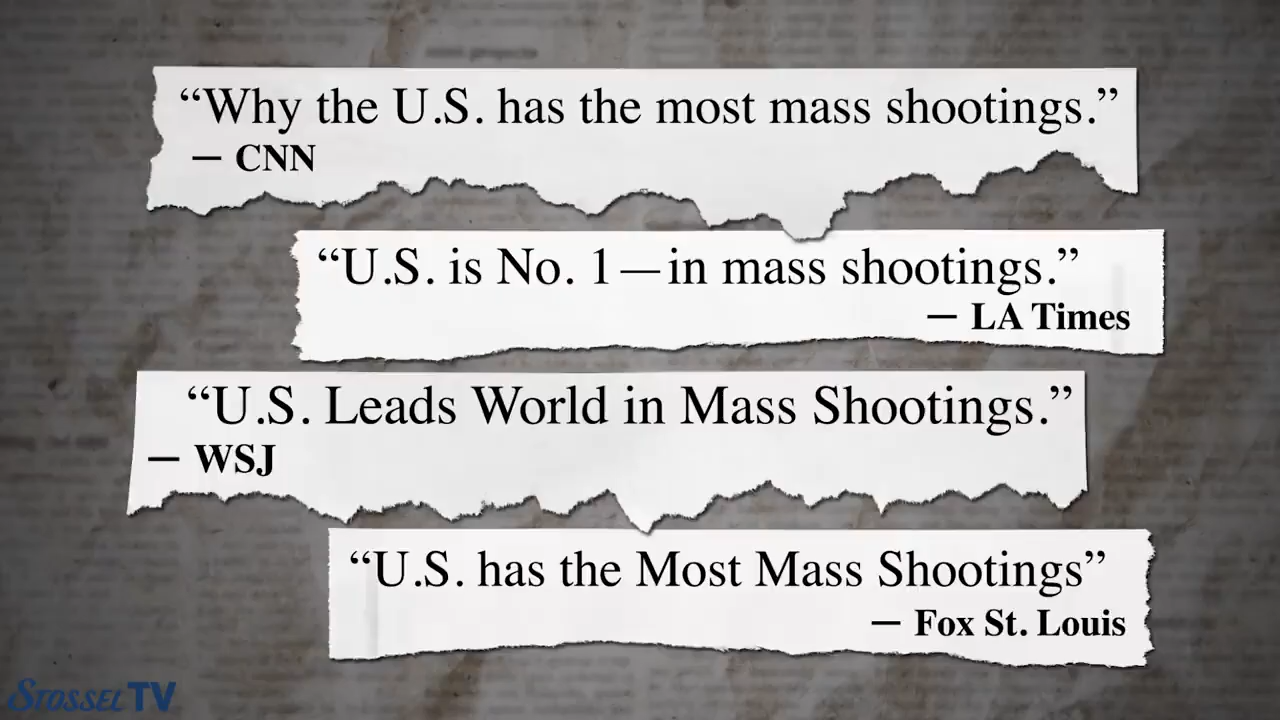 “Why the U.S. has the most mass shootings.”
— CNN
“U.S. is No. 1—in mass shootings.”
— LA Times
“U.S. Leads World in Mass Shootings.”
— WSJ
“U.S. has the Most Mass Shootings”
— Fox St. Louis
STOSSEL TV